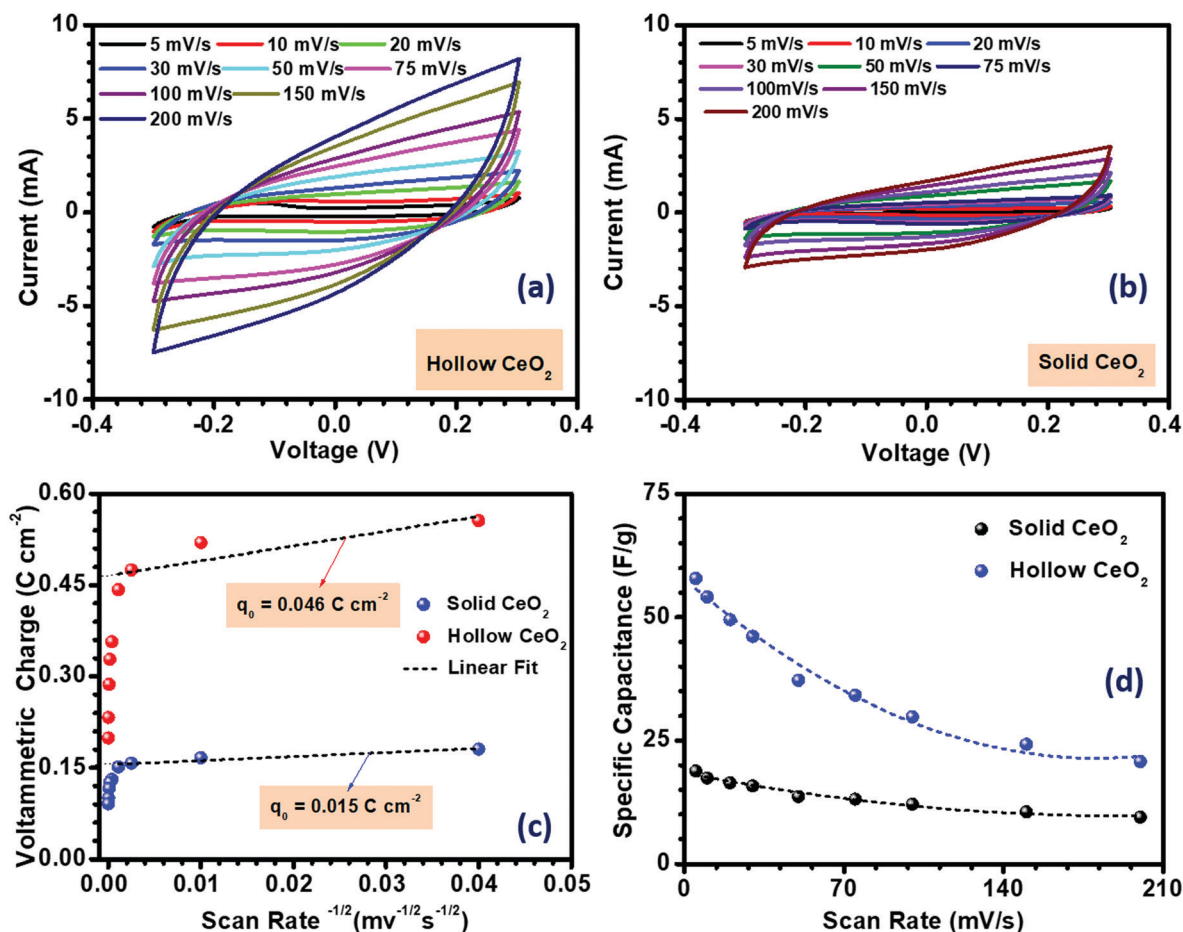 10
5
0
-5
-10
Current (mA)
5 mV/s 10 mV/s 20 mV/s
30 mV/s 50 mV/s 75 mV/s
100 mV/s 150 mV/s
200 mV/s
(a)
Hollow CeO2
-0.4 -0.2 0.0 0.2 0.4
Voltage (V)
10
5
0
-5
-10
Current (mA)
5 mV/s 10 mV/s 20 mV/s
30 mV/s 50 mV/s 75 mV/s
100mV/s 150 mV/s
200 mV/s
(b)
Solid CeO2
-0.4 -0.2 0.0 0.2 0.4
Voltage (V)
0.60
0.45
0.30
0.15
0.00
Voltammetric Charge (C cm-2)
q0 = 0.046 C cm-2
Solid CeO2
Hollow CeO2
Linear Fit
q0 = 0.015 C cm-2
(c)
0.00 0.01 0.02 0.03 0.04 0.05
Scan Rate -1/2(mv-1/2s-1/2)
75
50
25
0
Specific Capacitance (F/g)
Solid CeO2
Hollow CeO2
(d)
0 70 140 210
Scan Rate (mV/s)